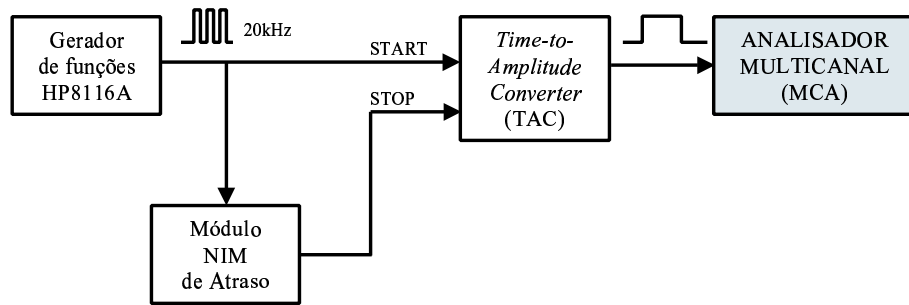 Gerador
de funções
HP8116A
20kHz
START
STOP
Time-to-
Amplitude
Converter
(TAC)
ANALISADOR
MULTICANAL
(MCA)
Módulo
NIM
de Atraso